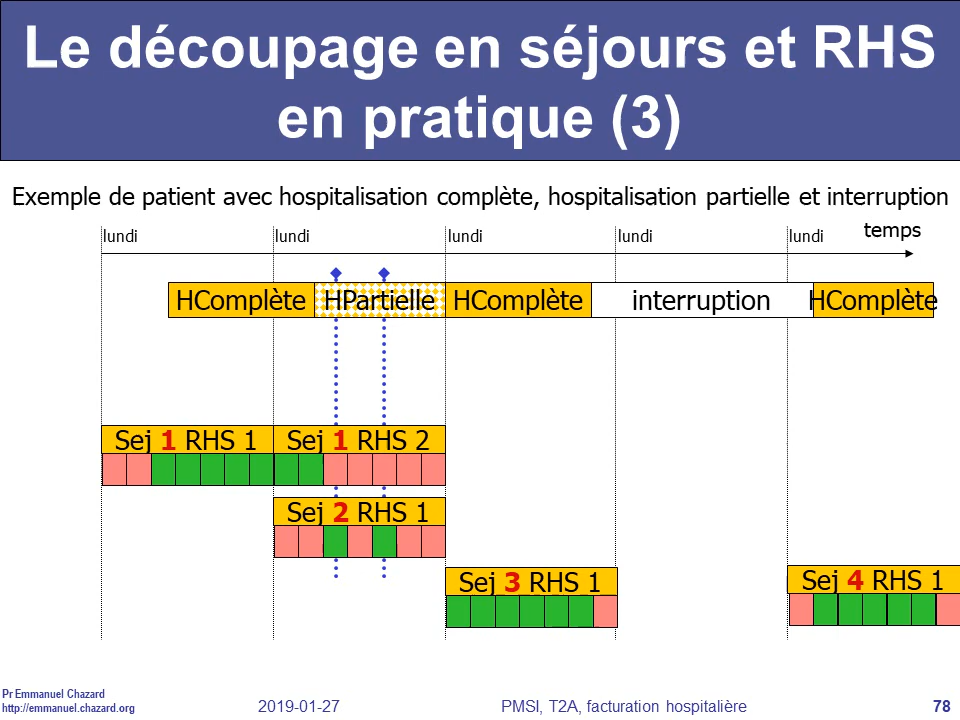 Le découpage en séjours et RHS
en pratique (3)
Exemple de patient avec hospitalisation complète, hospitalisation partielle et interruption
lundi lundi lundi lundi lundi temps
HComplète HPartielle HComplète interruption HComplète
Sej 1 RHS 1 Sej 1 RHS 2
Sej 2 RHS 1
Sej 3 RHS 1 Sej 4 RHS 1
Pr Emmanuel Chazard
http://emmanuel.chazard.org 2019-01-27 PMSI, T2A, facturation hospitalière 78